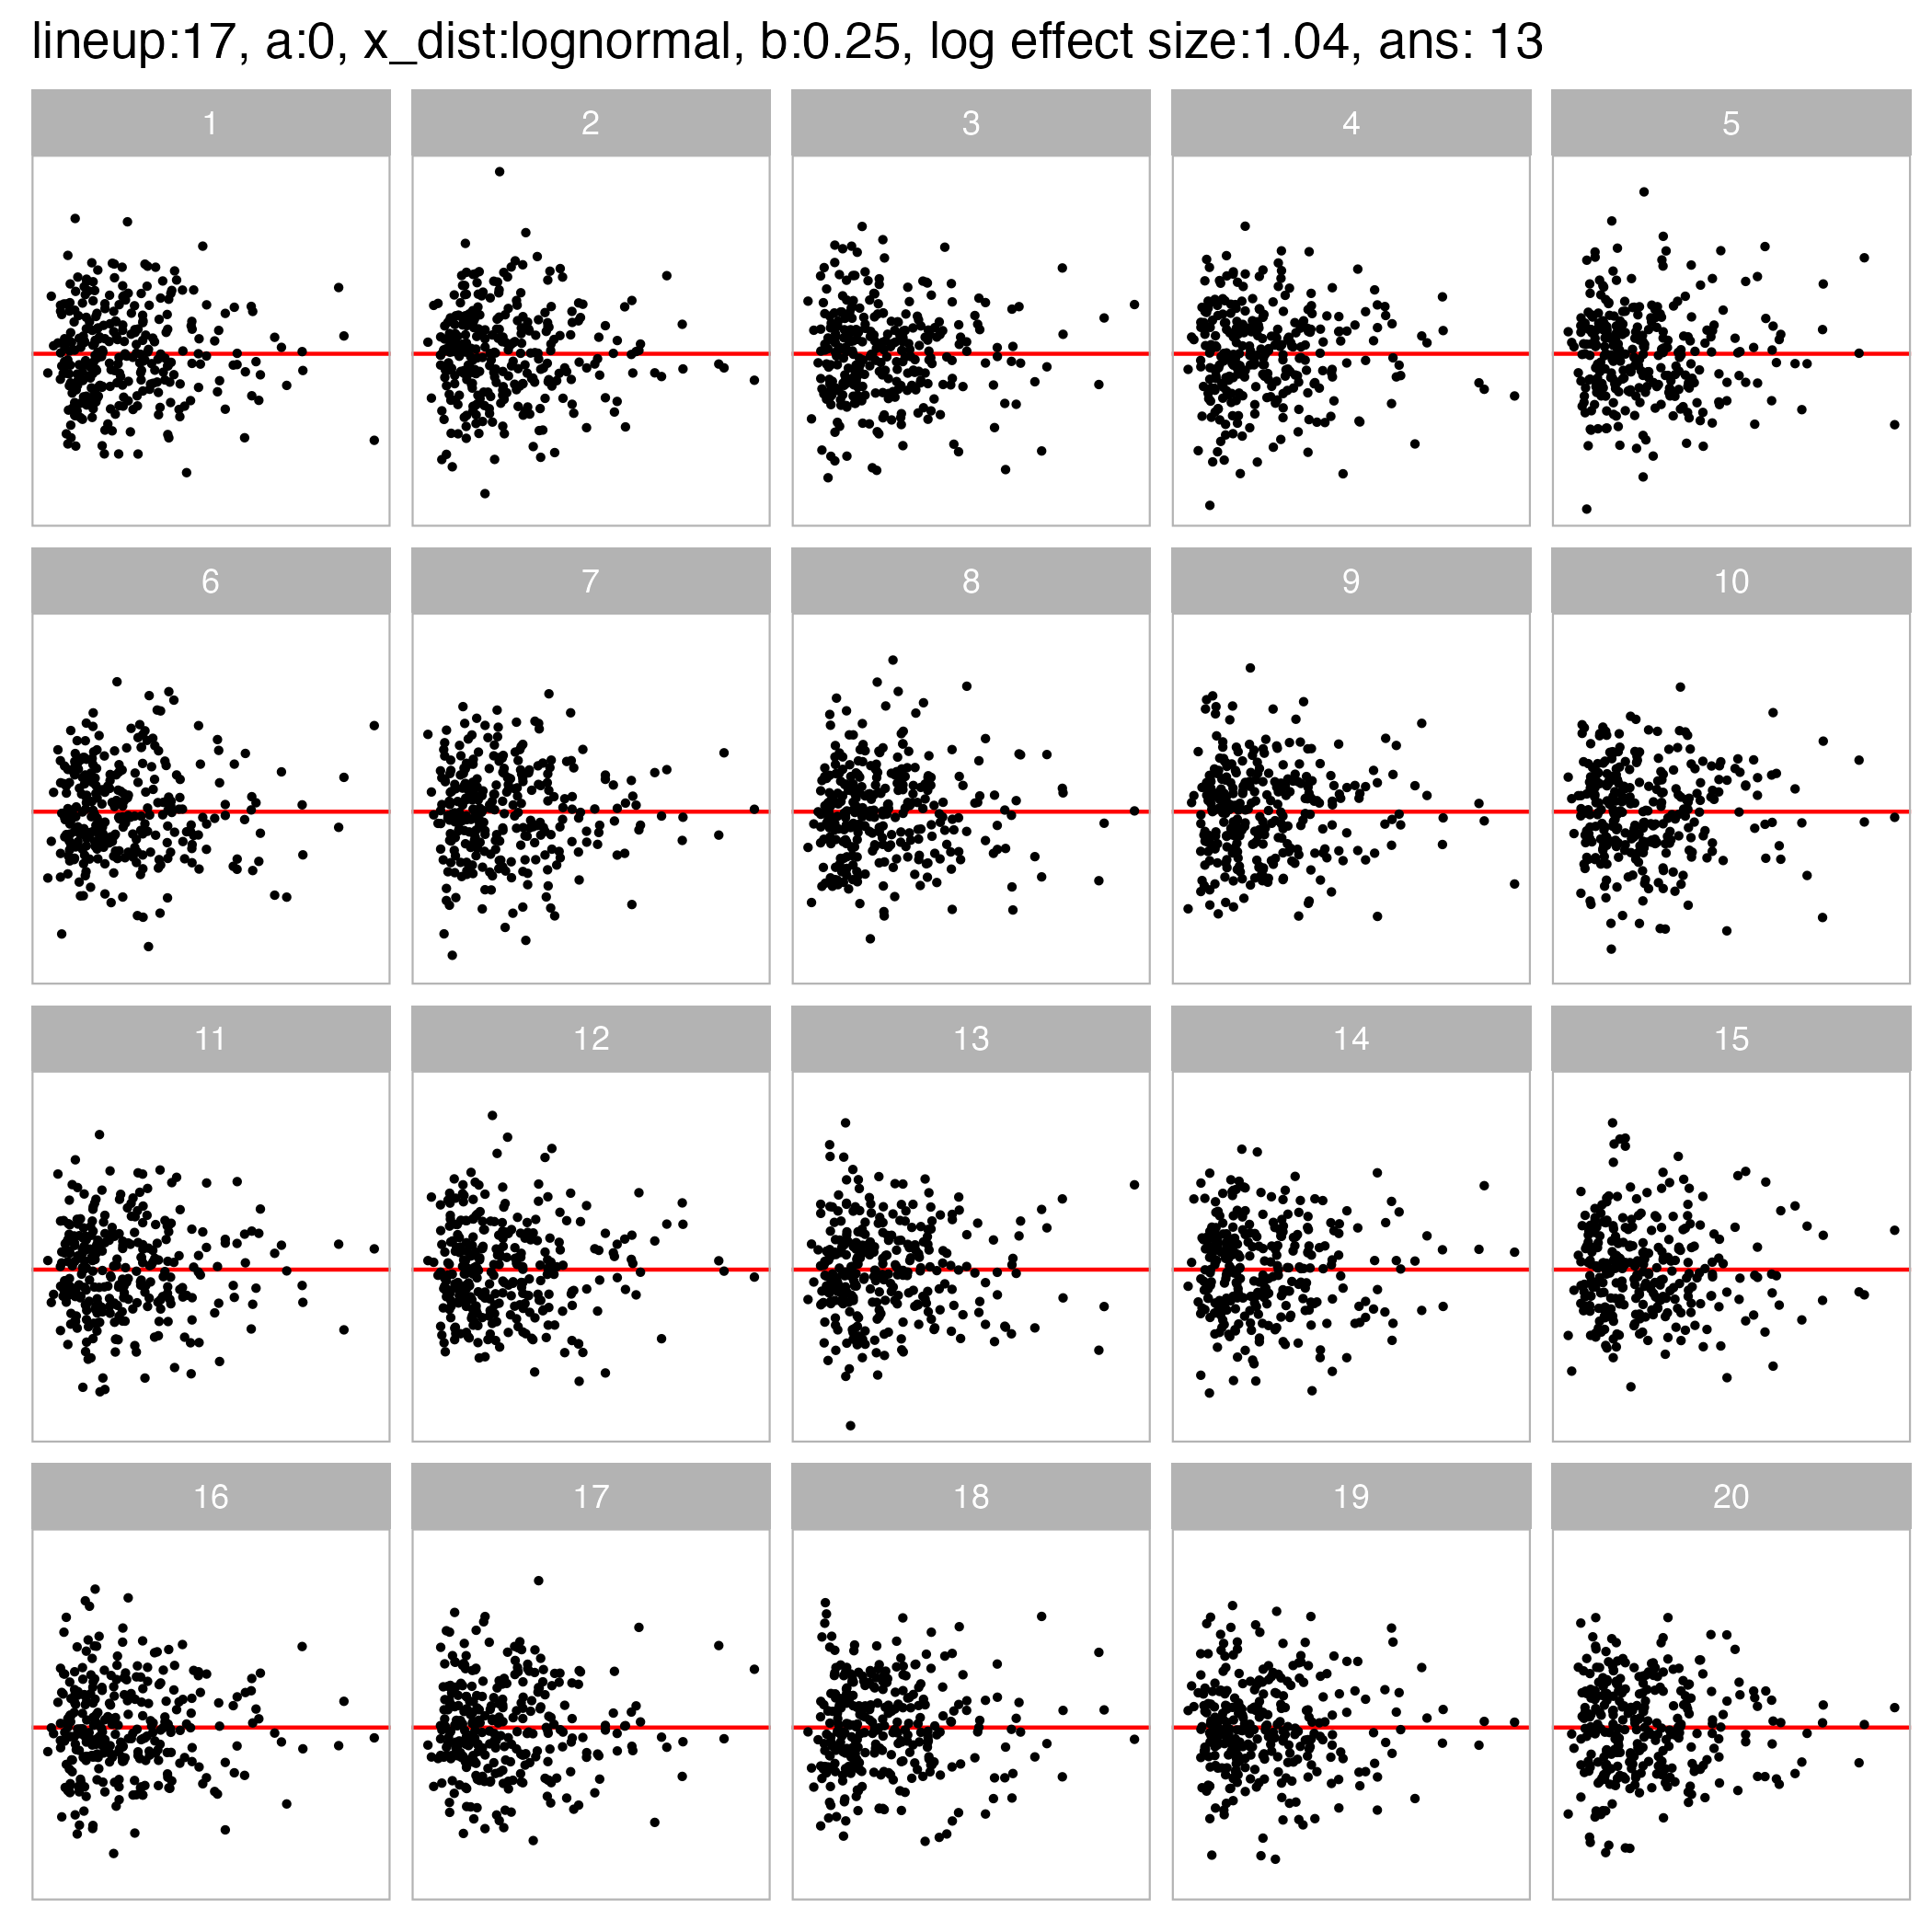 lineup:17, a:0, x_dist:lognormal, b:0.25, log effect size:1.04, ans: 13
1 2 3 4 5
6 7 8 9 10
11 12 13 14 15
16 17 18 19 20